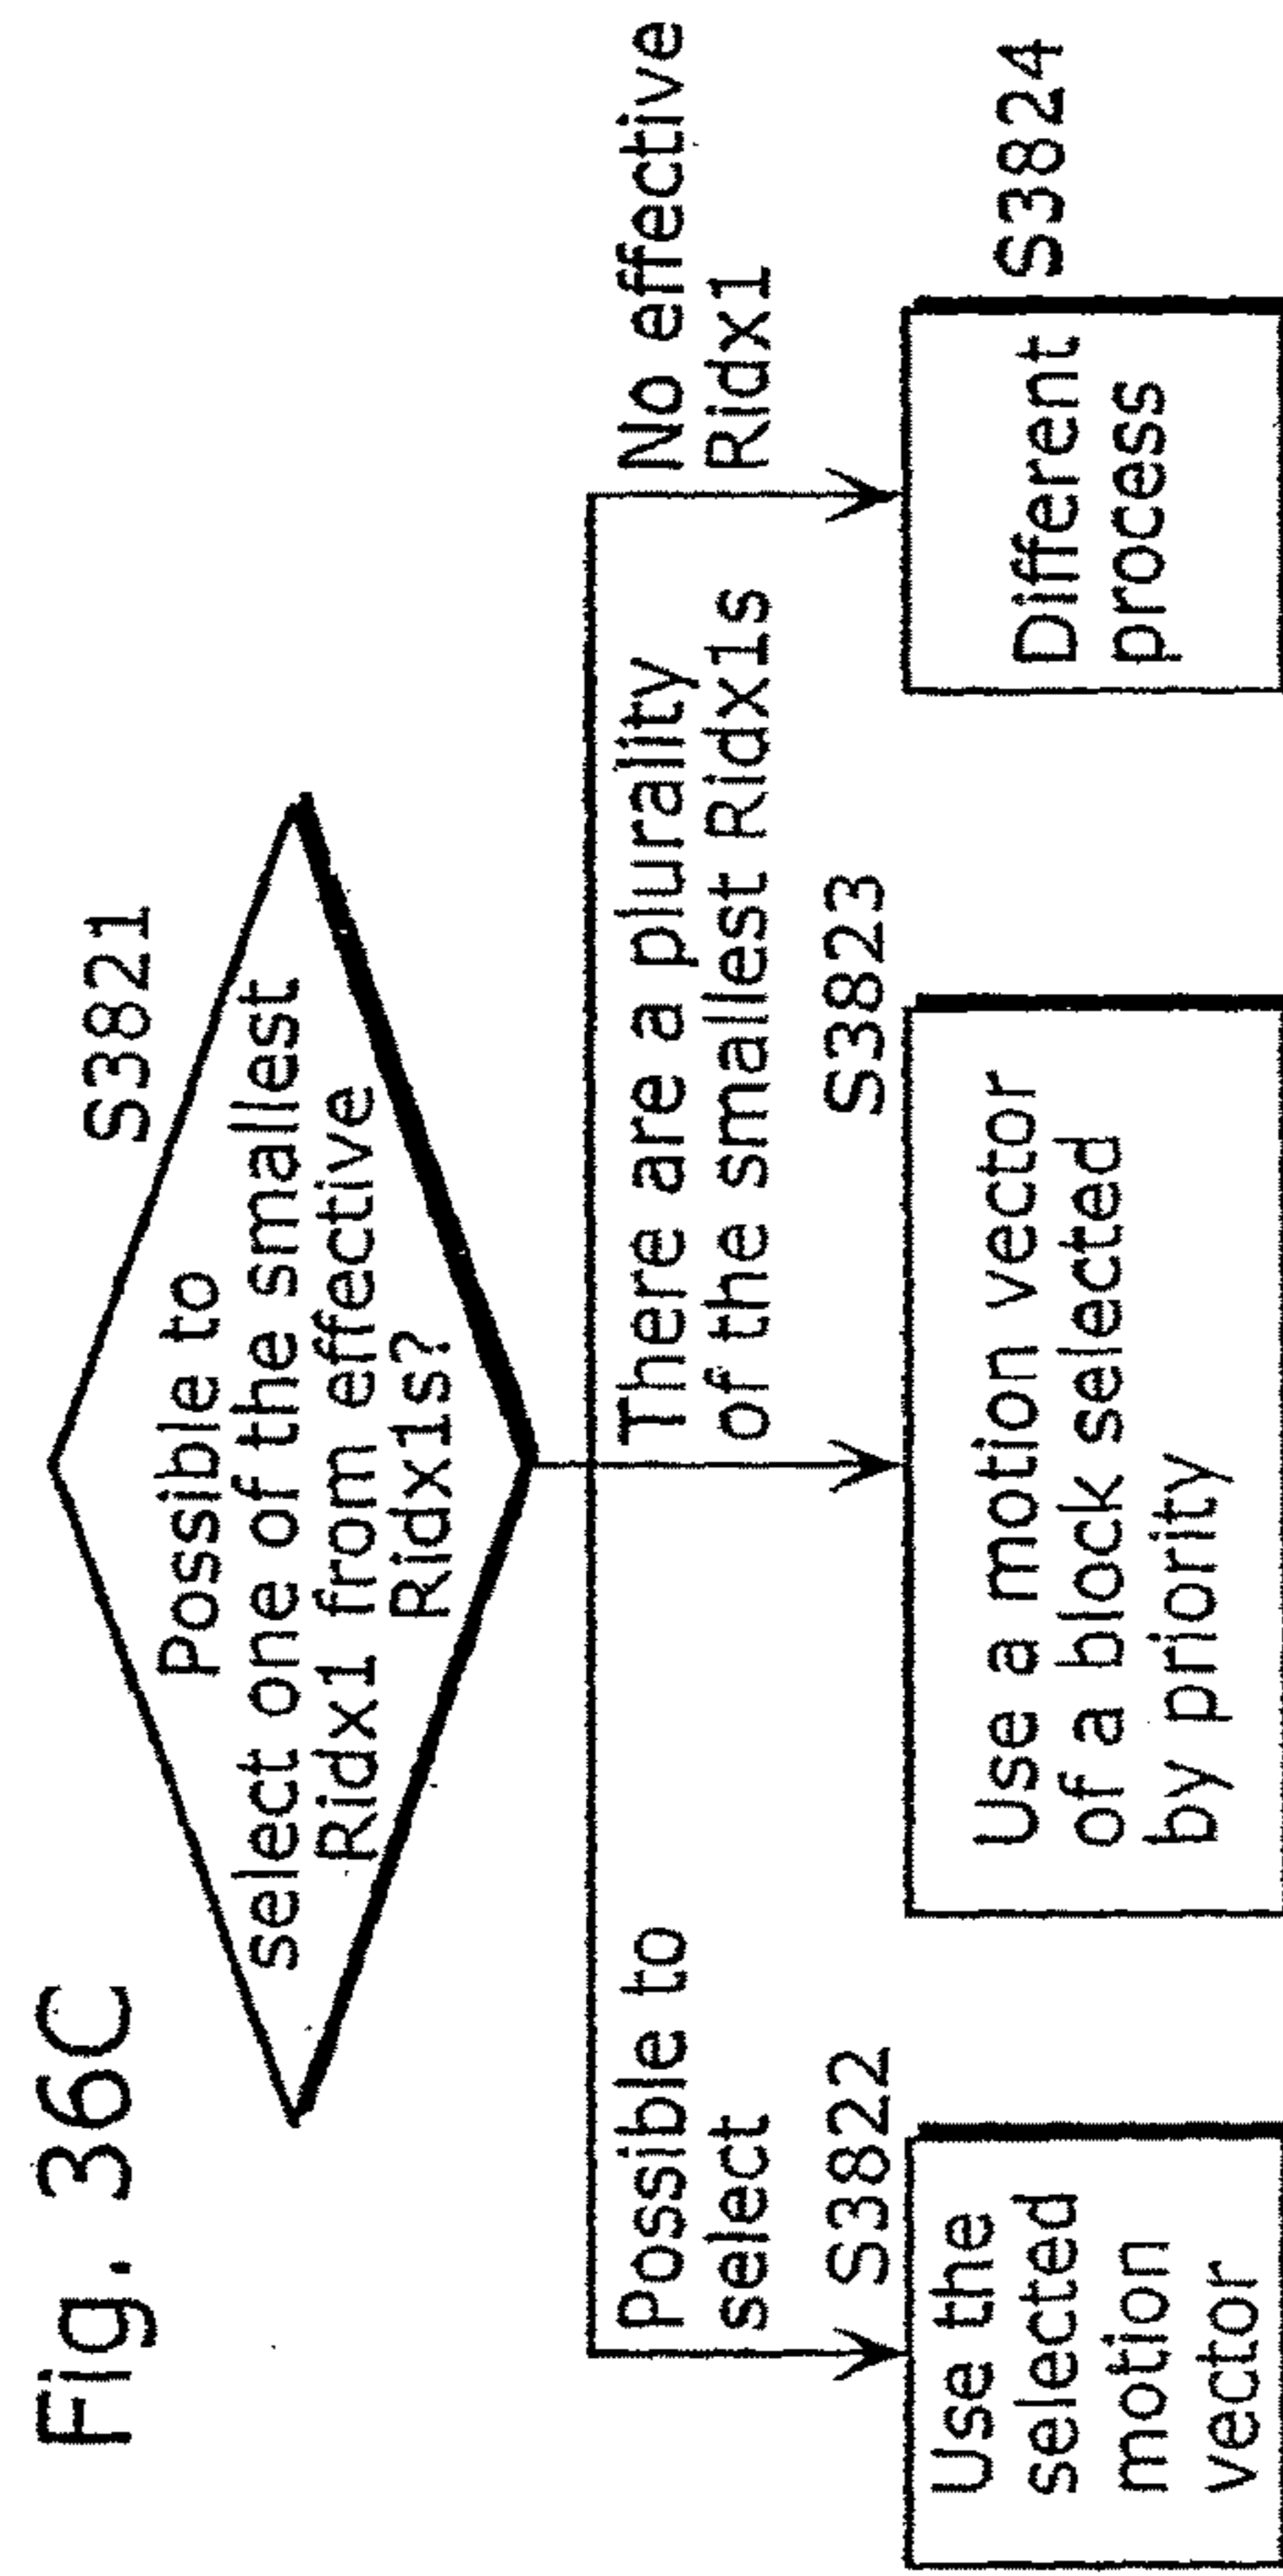 Fig. 36C
S3821
Possible to
select one of the smallest
Ridx1 from effective
Ridx1s?
Possible to
select
There are a plurality
of the smallest Ridx1s
No effective
Ridx1
S3822
Use the
selected
motion
vector
S3823
Use a motion vector
of a block selected
by priority
S3824
Different
process